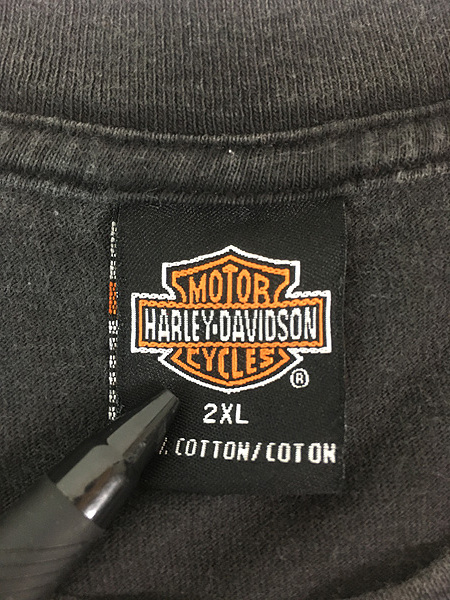 MOTOR
HARLEY-DAVIDSON
CYCLES
®
2XL
% COTTON/COTON